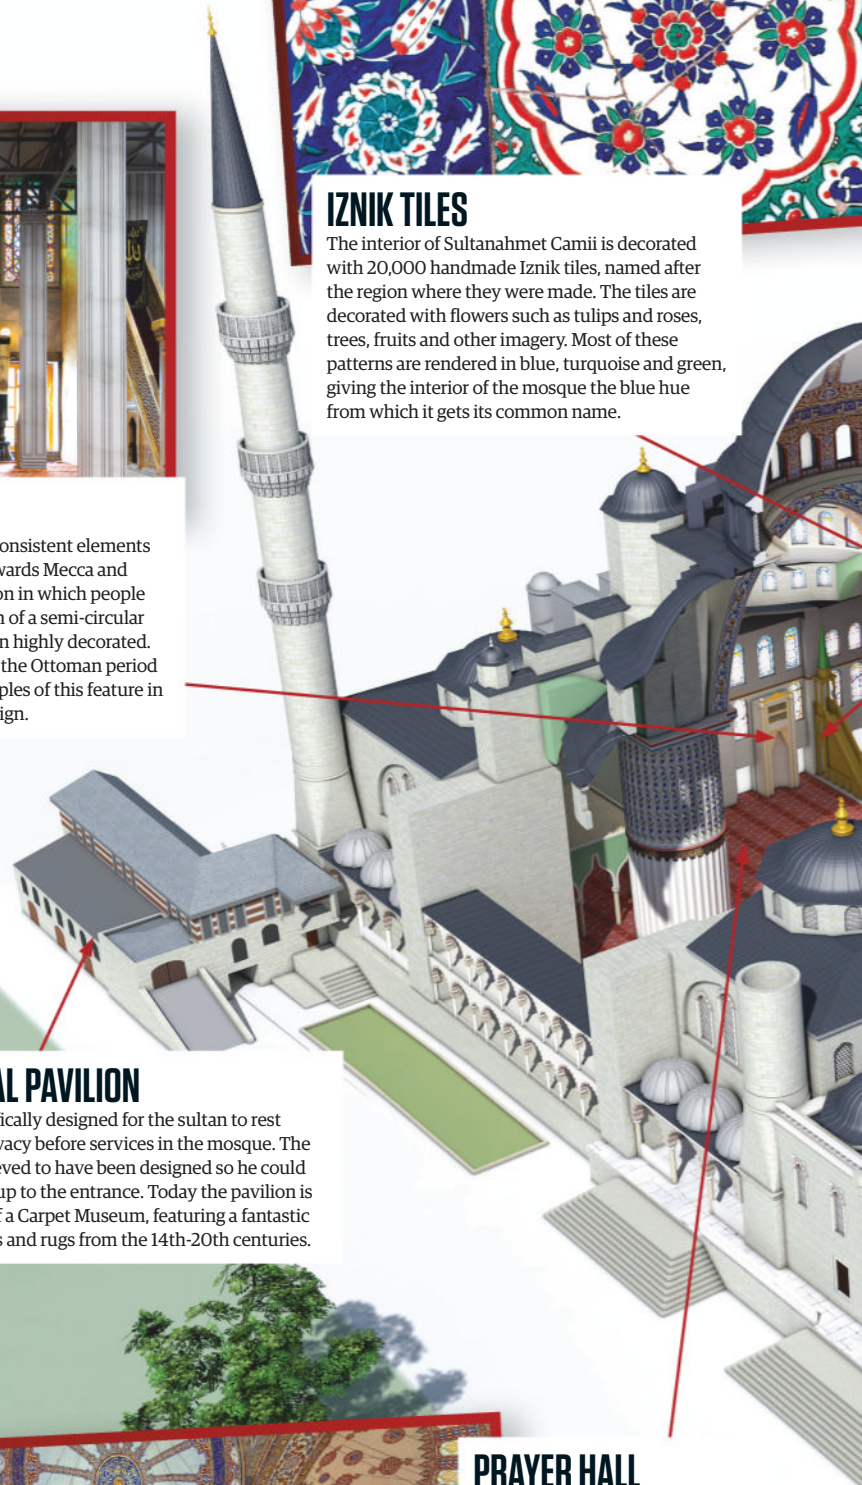 IZNIK TILES
The interior of Sultanahmet Camii is decorated
with 20,000 handmade Iznik tiles, named after
the region where they were made. The tiles are
decorated with flowers such as tulips and roses,
trees, fruits and other imagery. Most of these
patterns are rendered in blue, turquoise and green,
giving the interior of the mosque the blue hue
from which it gets its common name.
onsistent elements
wards Mecca and
on in which people
of a semi-circular
n highly decorated.
the Ottoman period
ples of this feature in
ign.
AL PAVILION
fically designed for the sultan to rest
vacy before services in the mosque. The
eved to have been designed so he could
up to the entrance. Today the pavilion is
a Carpet Museum, featuring a fantastic
s and rugs from the 14th-20th centuries.
PRAYER HALL